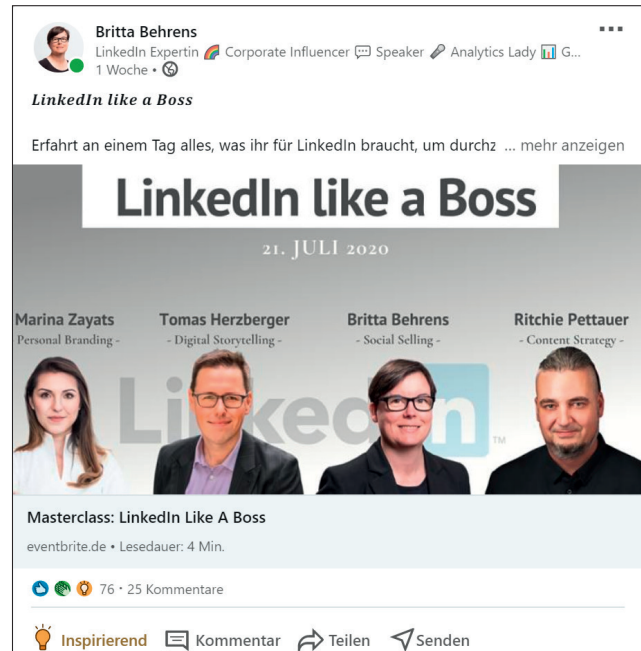 Britta Behrens
LinkedIn Expertin 🌈 Corporate Influencer 💬 Speaker 🎤 Analytics Lady 📊 G...
1 Woche •
LinkedIn like a Boss
Erfahrt an einem Tag alles, was ihr für LinkedIn braucht, um durchz ... mehr anzeigen
LinkedIn like a Boss
21. JULI 2020
Marina Zayats Tomas Herzberger Britta Behrens Ritchie Pettauer
Personal Branding - - Digital Storytelling - - Social Selling - - Content Strategy -
LinkedIn™
Masterclass: LinkedIn Like A Boss
eventbrite.de • Lesedauer: 4 Min.
76 · 25 Kommentare
Inspirierend Kommentar Teilen Senden